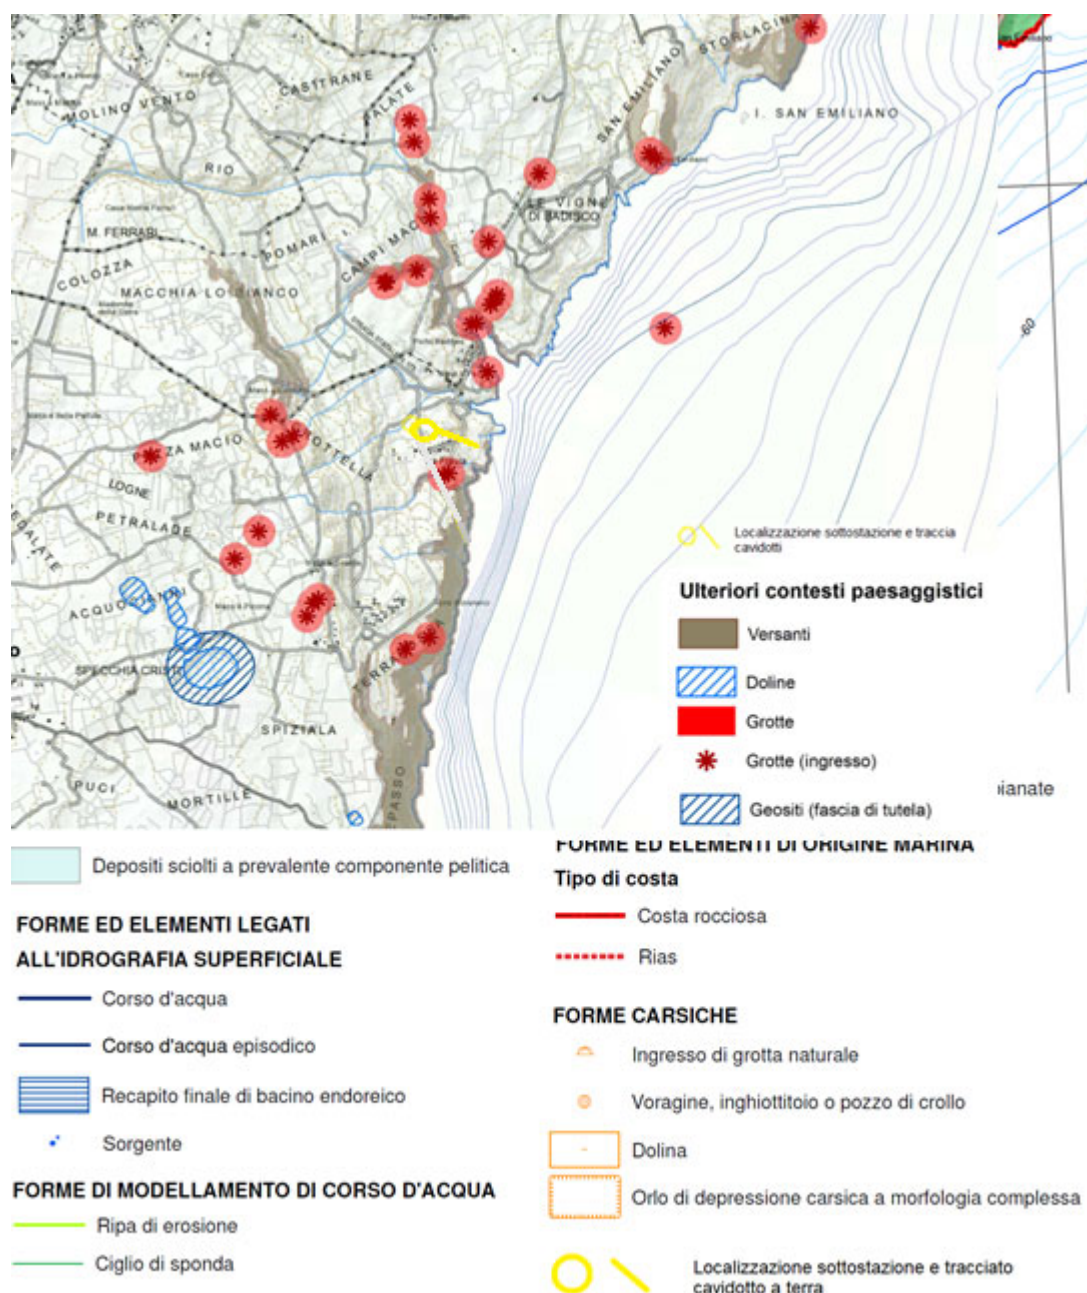 STORLACINA
CASITRANE
MOLINO VENTO
PALATE
SAN EMILIANO
I. SAN EMILIANO
RIO
LE VIGNE
DI BADISCO
M. FERRARI
POMARI
CAMPI MAC
COLOZZA
MACCHIA LO BIANCO
-60
MACIO
OTTELLA
LOGNE
PETRALADE
EDALATE
Localizzazione sottostazione e traccia
cavidotti
Ulteriori contesti paesaggistici
ACQUO
Versanti
SPECCHIA CRISTI
Doline
SPIZIALA
Grotte
PUCI
Grotte (ingresso)
MORTILLE
PASSO
ianate
Geositi (fascia di tutela)
Depositi sciolti a prevalente componente pelitica
FORME ED ELEMENTI LEGATI
ALL'IDROGRAFIA SUPERFICIALE
Corso d'acqua
Corso d'acqua episodico
Recapito finale di bacino endoreico
Sorgente
FORME DI MODELLAMENTO DI CORSO D'ACQUA
Ripa di erosione
Ciglio di sponda
FORME ED ELEMENTI DI ORIGINE MARINA
Tipo di costa
Costa rocciosa
Rias
FORME CARSICHE
Ingresso di grotta naturale
Voragine, inghiottitoio o pozzo di crollo
Dolina
Orlo di depressione carsica a morfologia complessa
Localizzazione sottostazione e tracciato
cavidotto a terra